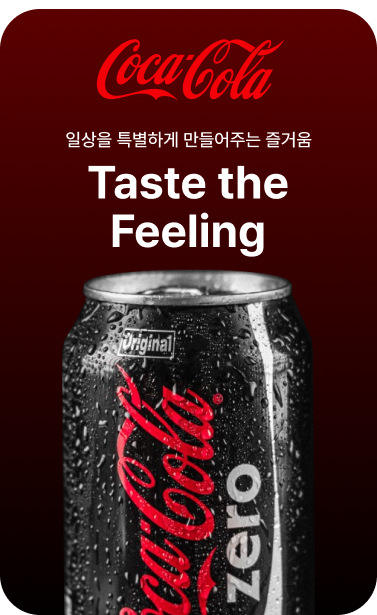 Coca-Cola
일상을 특별하게 만들어주는 즐거움
Taste the
Feeling
Original
Coca-Cola
zero